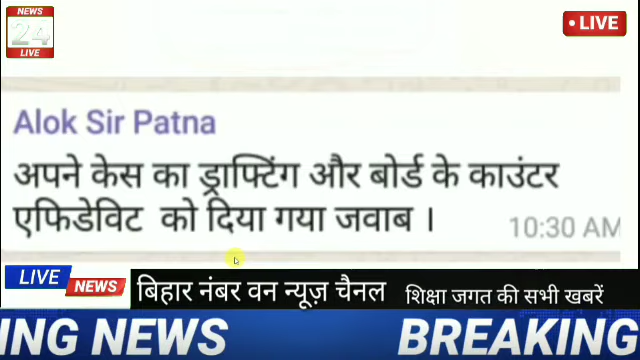 NEWS
24
LIVE
• LIVE
Alok Sir Patna
अपने केस का ड्राफ्टिंग और बोर्ड के काउंटर
एफिडेविट को दिया गया जवाब ।
10:30 AM
LIVE NEWS
बिहार नंबर वन न्यूज़ चैनल शिक्षा जगत की सभी खबरें
ING NEWS BREAKING